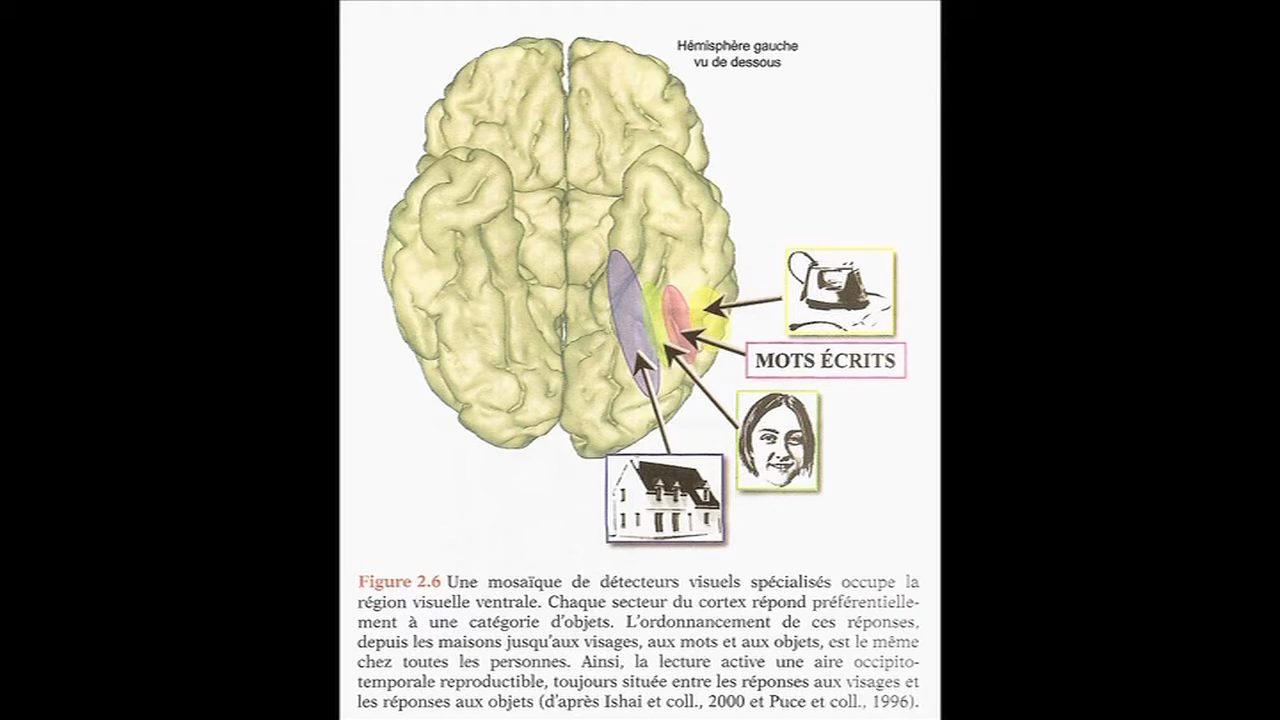 Hémisphère gauche
vu de dessous
MOTS ÉCRITS
Figure 2.6 Une mosaïque de détecteurs visuels spécialisés occupe la
région visuelle ventrale. Chaque secteur du cortex répond préférentielle-
ment à une catégorie d'objets. L'ordonnancement de ces réponses,
depuis les maisons jusqu'aux visages, aux mots et aux objets, est le même
chez toutes les personnes. Ainsi, la lecture active une aire occipito-
temporale reproductible, toujours située entre les réponses aux visages et
les réponses aux objets (d'après Ishai et coll., 2000 et Puce et coll., 1996).